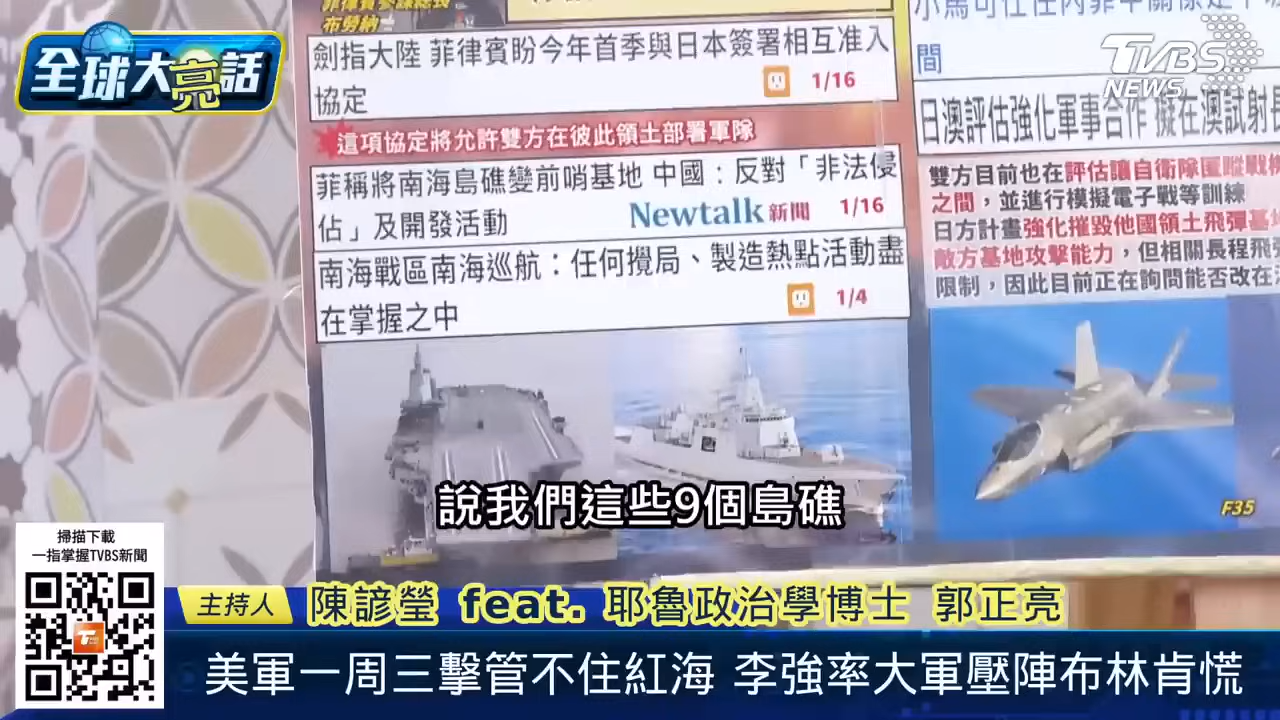 全球大亮話
TVBS
NEWS
布勞納
劍指大陸 菲律賓盼今年首季與日本簽署相互准入
協定
1/16
這項協定將允許雙方在彼此領土部署軍隊
菲稱將南海島礁變前哨基地 中國：反對「非法侵
佔」及開發活動
Newtalk新聞 1/16
南海戰區南海巡航：任何攪局、製造熱點活動盡
在掌握之中
1/4
間
日澳評估強化軍事合作 擬在澳試射
雙方目前也在評估讓自衛隊匿蹤戰機
之間，並進行模擬電子戰等訓練
日方計畫強化摧毀他國領土飛彈基
敵方基地攻擊能力，但相關長程飛
限制，因此目前正在詢問能否改在
F35
說我們這些9個島礁
掃描下載
一指掌握TVBS新聞
主持人 陳諺瑩 feat. 耶魯政治學博士 郭正亮
美軍一周三擊管不住紅海 李強率大軍壓陣布林肯慌